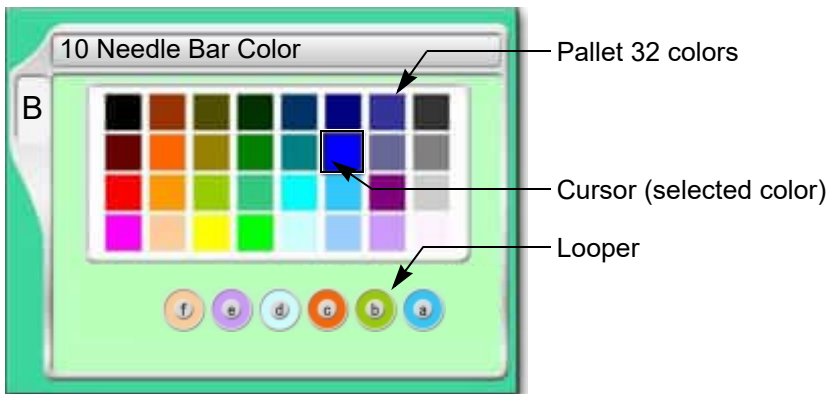 10 Needle Bar Color
Pallet 32 colors
B
Cursor (selected color)
Looper
f e d c b a